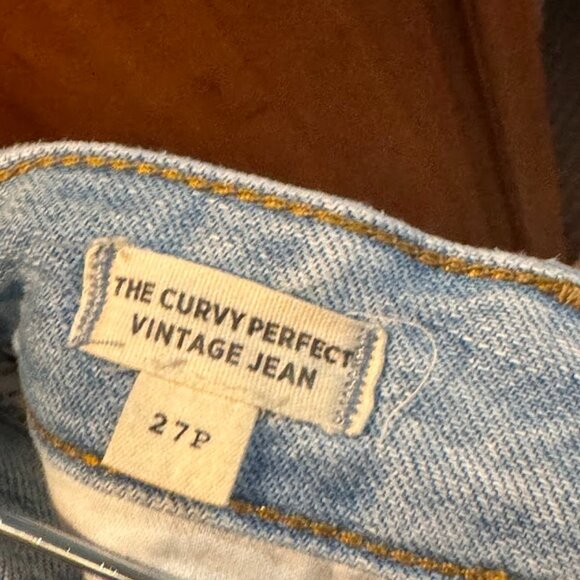 THE CURVY PERFECT
VINTAGE JEAN
27P